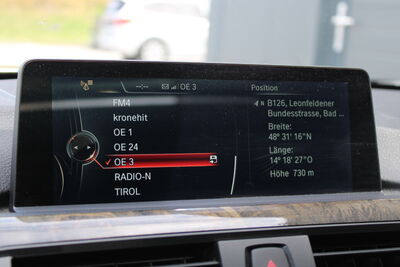 -:-- OE 3
Position
FM4
kronehit
OE 1
OE 24
OE 3
RADIO-N
TIROL
N B126, Leonfeldener
Bundesstrasse, Bad ...
Breite:
48° 31'16"N
Länge:
14° 18'27"O
Höhe 730 m